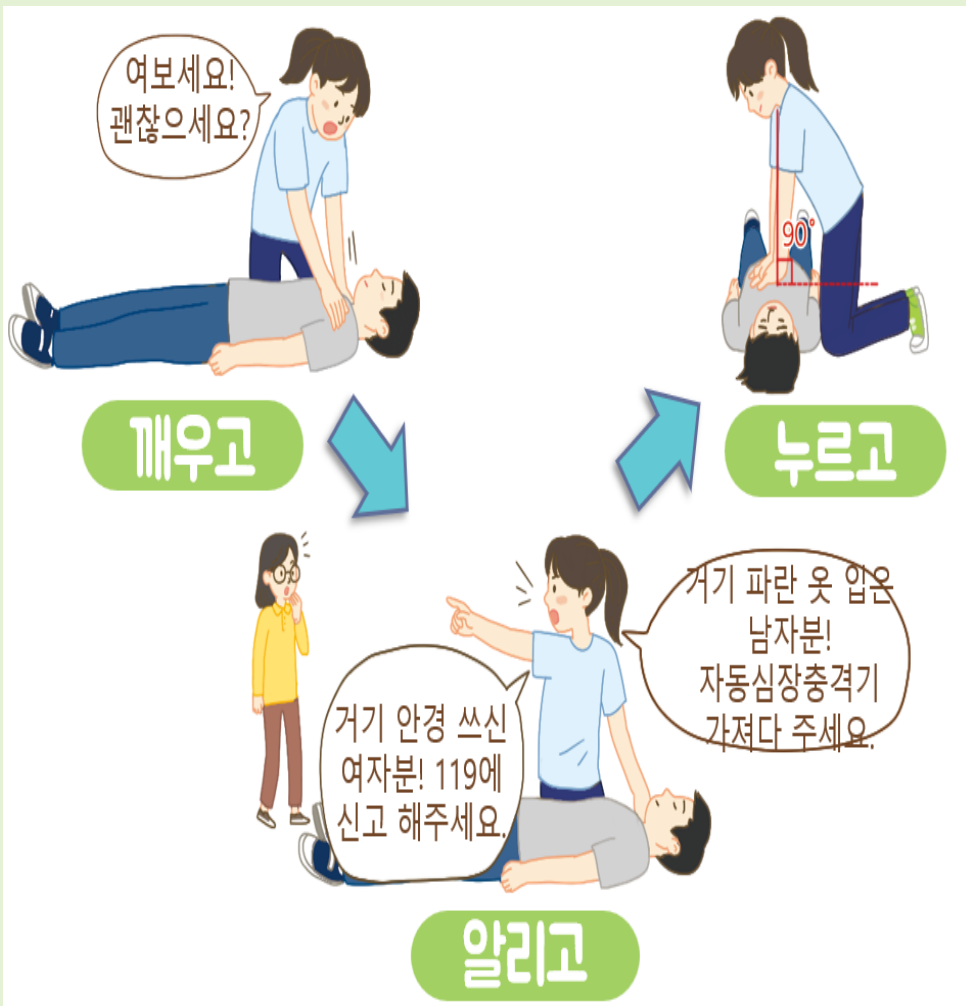 여보세요!
괜찮으세요?
깨우고
거기 안경 쓰신
여자분! 119에
신고 해주세요.
거기 파란 옷 입은
남자분!
자동심장충격기
가져다 주세요.
알리고
90°
누르고